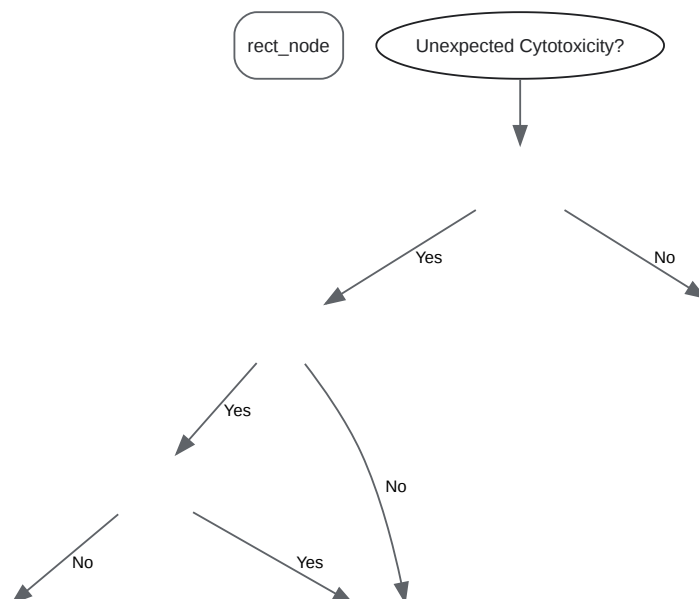 rect_node
Unexpected Cytotoxicity?
Yes
No
Yes
No
No
Yes